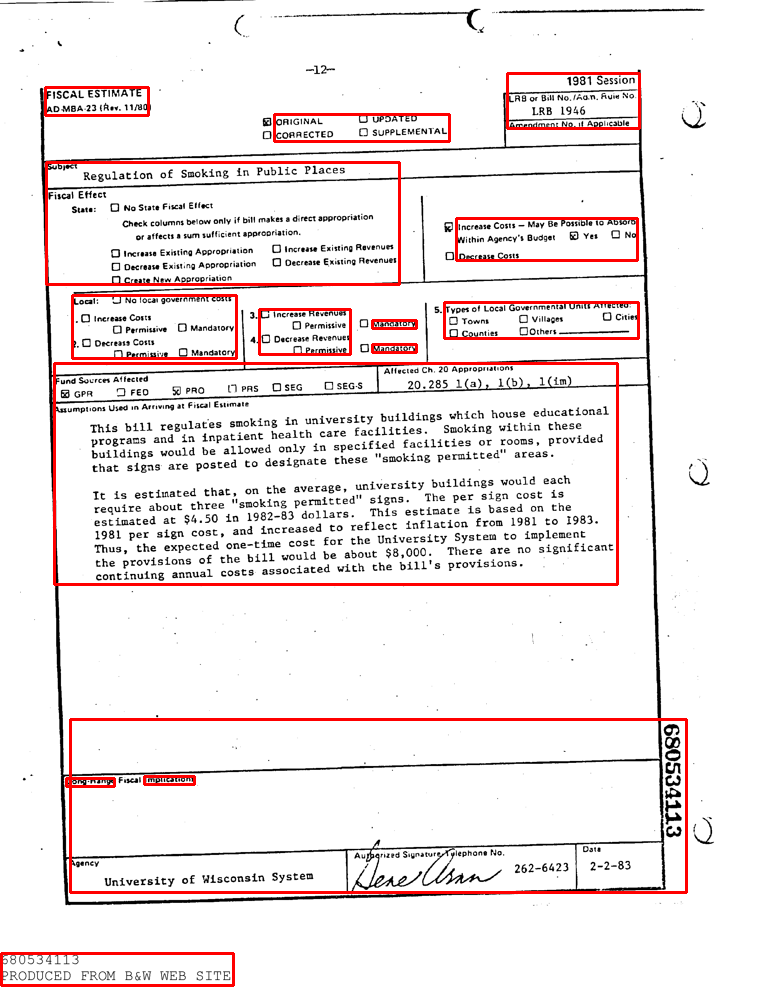 -12-
FISCAL ESTIMATE
AD-MBA-23 (Rev. 11/80)
1981 Session
LRB or Bill No./Adm. Rule No.
LRB 1946
Amendment No. if Applicable
☒ ORIGINAL ☐ UPDATED
☐ CORRECTED ☐ SUPPLEMENTAL
Subject
Regulation of Smoking in Public Places
Fiscal Effect
State: ☐ No State Fiscal Effect
Check columns below only if bill makes a direct appropriation
or affects a sum sufficient appropriation.
☐ Increase Existing Appropriation ☐ Increase Existing Revenues
☐ Decrease Existing Appropriation ☐ Decrease Existing Revenues
☐ Create New Appropriation
☒ Increase Costs — May Be Possible to Absorb
Within Agency's Budget ☒ Yes ☐ No
☐ Decrease Costs
Local: ☐ No local government costs
1. ☐ Increase Costs
☐ Permissive ☐ Mandatory
2. ☐ Decrease Costs
☐ Permissive ☐ Mandatory
3. ☐ Increase Revenues
☐ Permissive ☐ Mandatory
4. ☐ Decrease Revenues
☐ Permissive ☐ Mandatory
5. Types of Local Governmental Units Affected:
☐ Towns ☐ Villages ☐ Cities
☐ Counties ☐ Others
Fund Sources Affected
☒ GPR ☐ FED ☒ PRO ☐ PRS ☐ SEG ☐ SEG-S
Affected Ch. 20 Appropriations
20.285 1(a), 1(b), 1(im)
Assumptions Used in Arriving at Fiscal Estimate
This bill regulates smoking in university buildings which house educational
programs and in inpatient health care facilities. Smoking within these
buildings would be allowed only in specified facilities or rooms, provided
that signs are posted to designate these "smoking permitted" areas.
It is estimated that, on the average, university buildings would each
require about three "smoking permitted" signs. The per sign cost is
estimated at $4.50 in 1982-83 dollars. This estimate is based on the
1981 per sign cost, and increased to reflect inflation from 1981 to 1983.
Thus, the expected one-time cost for the University System to implement
the provisions of the bill would be about $8,000. There are no significant
continuing annual costs associated with the bill's provisions.
Long-Range Fiscal Implications
680534113
Agency
University of Wisconsin System
Authorized Signature/Telephone No.
262-6423
Date
2-2-83
680534113
PRODUCED FROM B&W WEB SITE